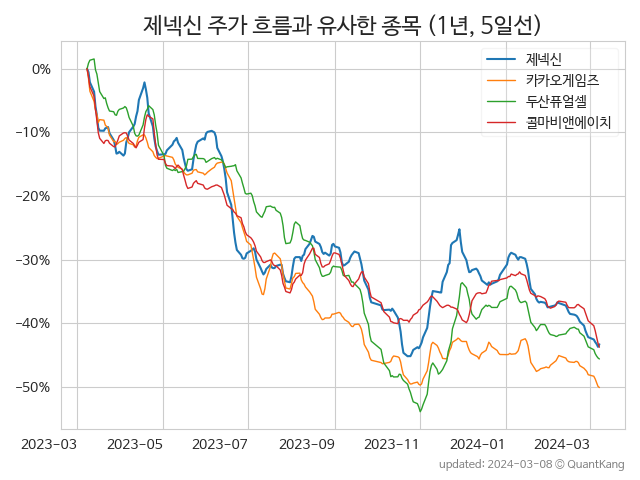 제넥신 주가 흐름과 유사한 종목 (1년, 5일선)
제넥신
카카오게임즈
두산퓨얼셀
콜마비앤에이치
0%
−10%
−20%
−30%
−40%
−50%
2023−03 2023−05 2023−07 2023−09 2023−11 2024−01 2024−03
updated: 2024−03−08 © QuantKang